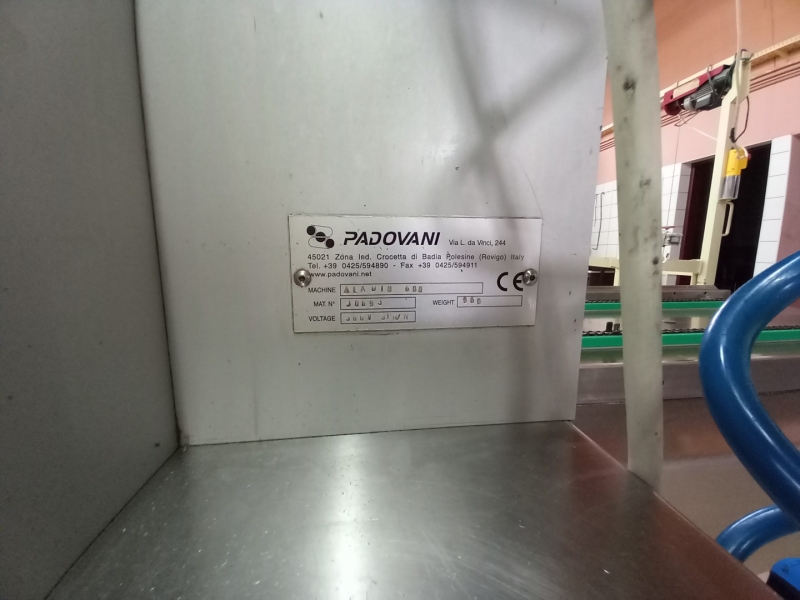 PADOVANI Via L. da Vinci, 244
45021 Zona Ind. Crocetta di Badia Polesine (Rovigo) Italy
Tel. +39 0425/594890 - Fax +39 0425/594911
www.padovani.net
CE
MACHINE
MAT. N° WEIGHT
VOLTAGE